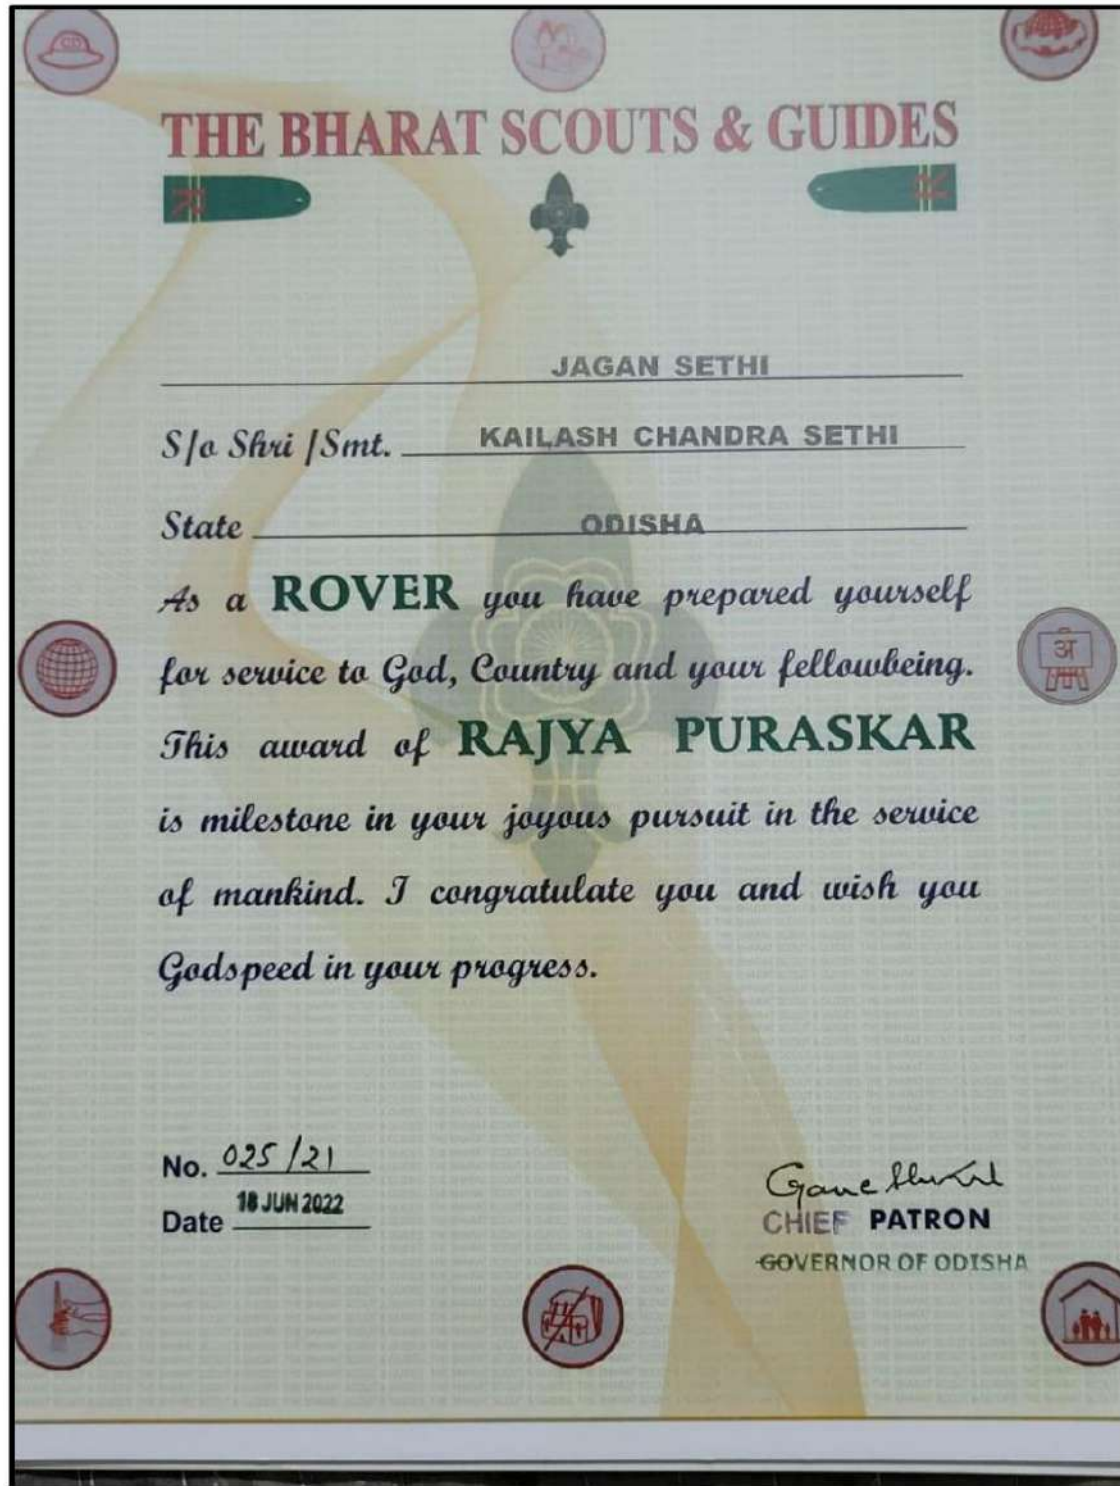 THE BHARAT SCOUTS & GUIDES
JAGAN SETHI
S/o Shri /Smt. KAILASH CHANDRA SETHI
State ODISHA
As a ROVER you have prepared yourself
for service to God, Country and your fellowbeing.
This award of RAJYA PURASKAR
is milestone in your joyous pursuit in the service
of mankind. I congratulate you and wish you
Godspeed in your progress.
No. 025/21
Date 18 JUN 2022
CHIEF PATRON
GOVERNOR OF ODISHA
अ